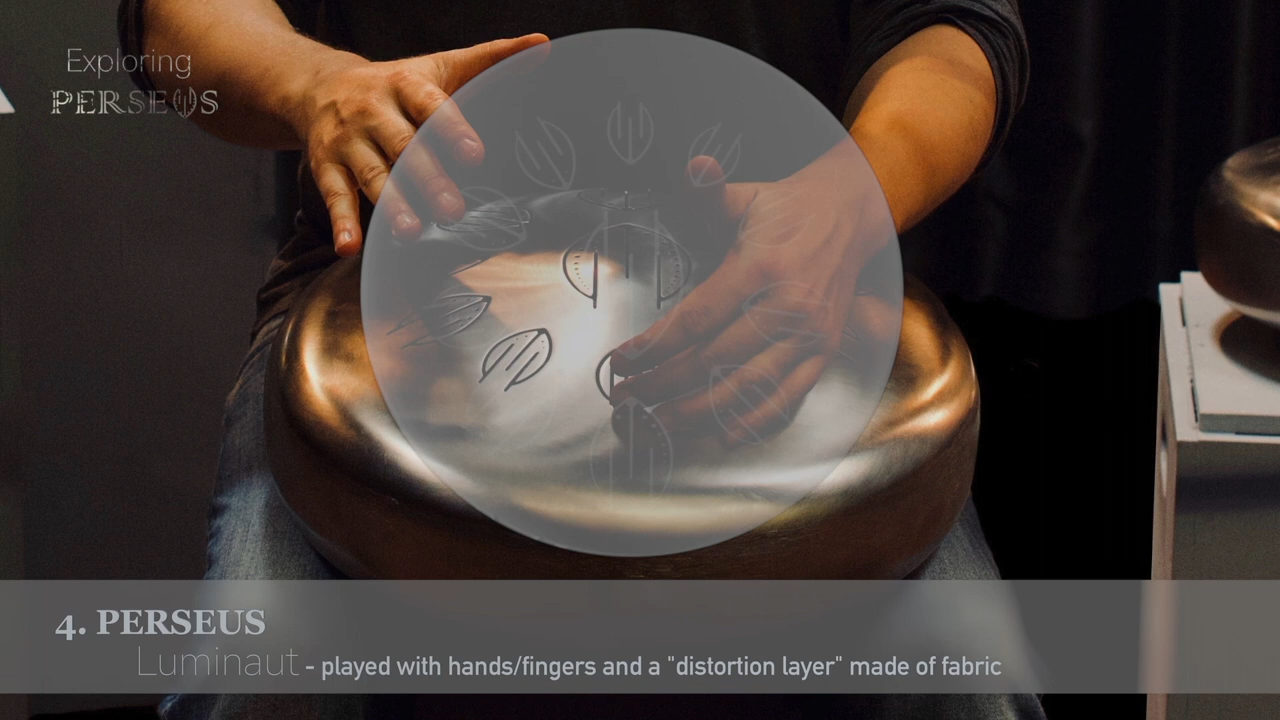 Exploring
PERSEUS
4. PERSEUS
Luminaut - played with hands/fingers and a "distortion layer" made of fabric